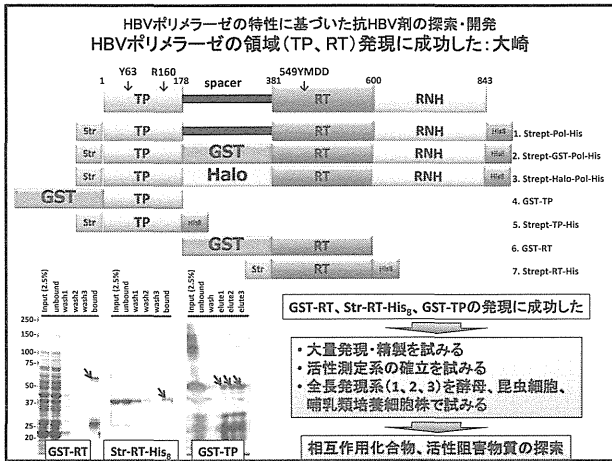 HBVポリメラーゼの特性に基づいた抗HBV剤の探索・開発
HBVポリメラーゼの領域（TP、RT）発現に成功した：大崎
Y63 R160 549YMDD
1 178 spacer 381 600 843
TP RT RNH
Str TP RT RNH His8 1. Strept-Pol-His
Str TP GST RT RNH His8 2. Strept-GST-Pol-His
Str TP Halo RT RNH His8 3. Strept-Halo-Pol-His
GST TP 4. GST-TP
Str TP His8 5. Strept-TP-His
GST RT 6. GST-RT
Str RT His8 7. Strept-RT-His
Input (2.5%) unbound wash1 wash2 wash3 bound
Input (2.5%) unbound wash1 wash2 wash3 bound
Input (2.5%) unbound wash elute1 elute2 elute3
250-
150-
100-
75-
50-
37-
25-
20-
GST-RT Str-RT-His8 GST-TP
GST-RT、Str-RT-His8、GST-TPの発現に成功した
・大量発現・精製を試みる
・活性測定系の確立を試みる
・全長発現系（1、2、3）を酵母、昆虫細胞、
哺乳類培養細胞株で試みる
相互作用化合物、活性阻害物質の探索